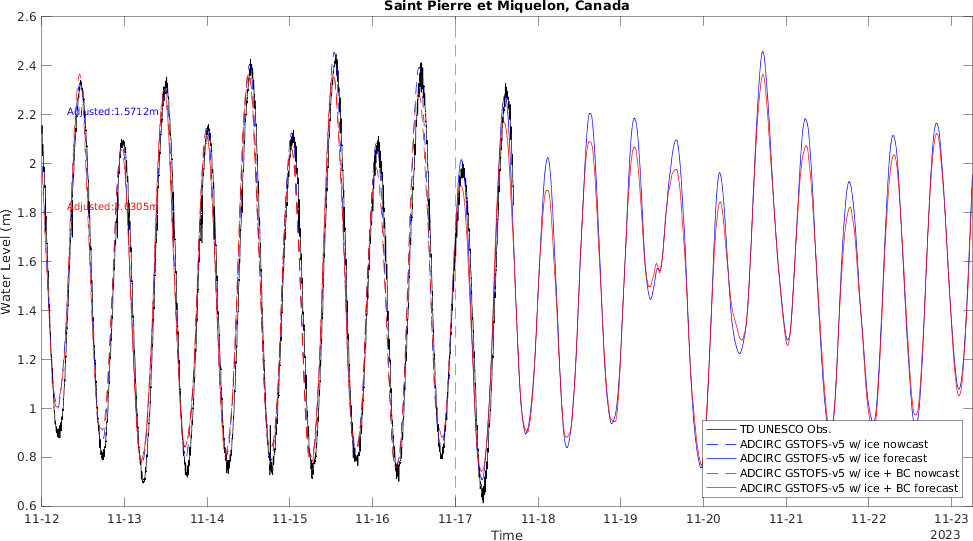 Saint Pierre et Miquelon, Canada
2.6
2.4
2.2
2
1.8
1.6
1.4
1.2
1
0.8
0.6
Water Level (m)
Adjusted:1.5712m
Adjusted:2.0305m
TD UNESCO Obs.
ADCIRC GSTOFS-v5 w/ ice nowcast
ADCIRC GSTOFS-v5 w/ ice forecast
ADCIRC GSTOFS-v5 w/ ice + BC nowcast
ADCIRC GSTOFS-v5 w/ ice + BC forecast
11-12 11-13 11-14 11-15 11-16 11-17 11-18 11-19 11-20 11-21 11-22 11-23
Time
2023